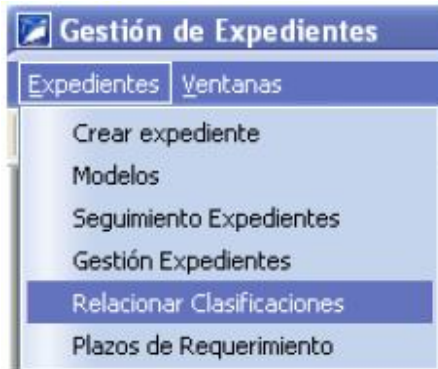 Gestión de Expedientes
Expedientes Ventanas
Crear expediente
Modelos
Seguimiento Expedientes
Gestión Expedientes
Relacionar Clasificaciones
Plazos de Requerimiento